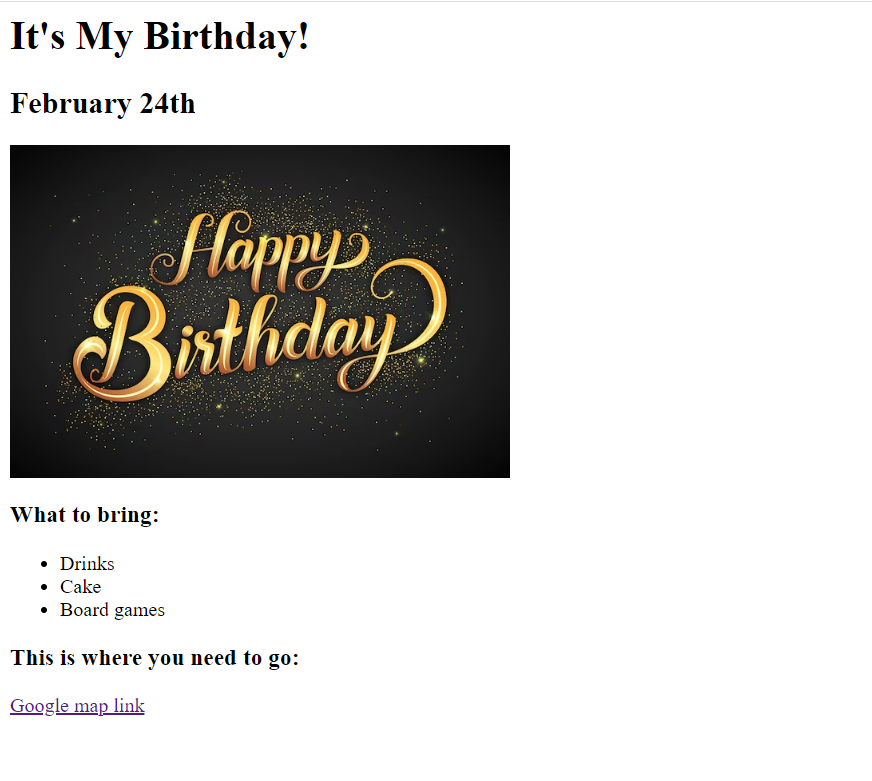 It's My Birthday!
February 24th
Happy
Birthday
What to bring:
Drinks
Cake
Board games
This is where you need to go:
Google map link